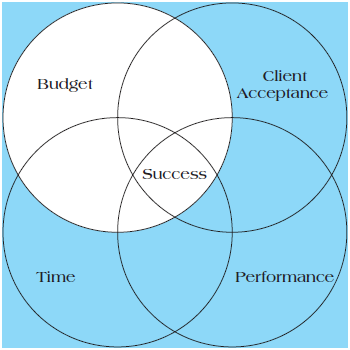 Budget
Client
Acceptance
Success
Time
Performance